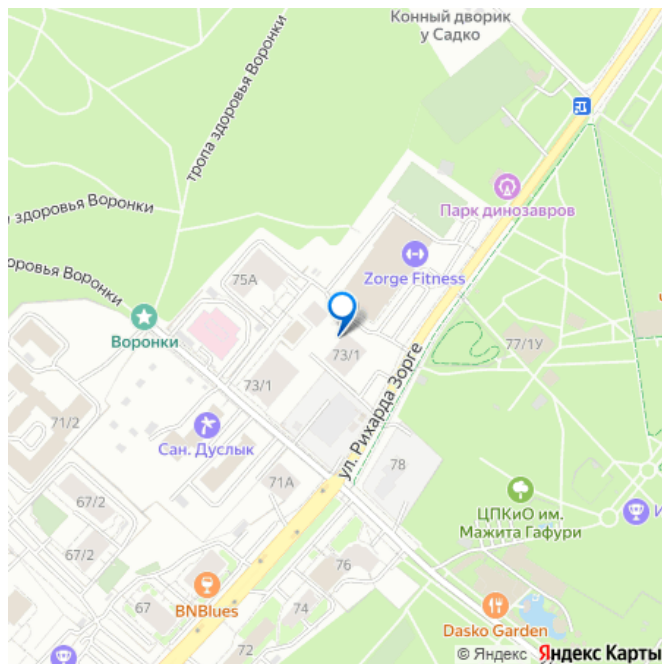 Конный дворик
у Садко
тропа здоровья Воронки
Парк динозавров
здоровья Воронки
Zorge Fitness
75А
оровья Воронки
Воронки
73/1
77/1У
73/1
ул. Рихарда Зорге
71/2
Сан. Дуслык
78
71А
67/2
ЦПКиО им.
Мажита Гафури
И
67/2
76
BNBlues
67
74
Dasko Garden
72
© Яндекс Яндекс Карты